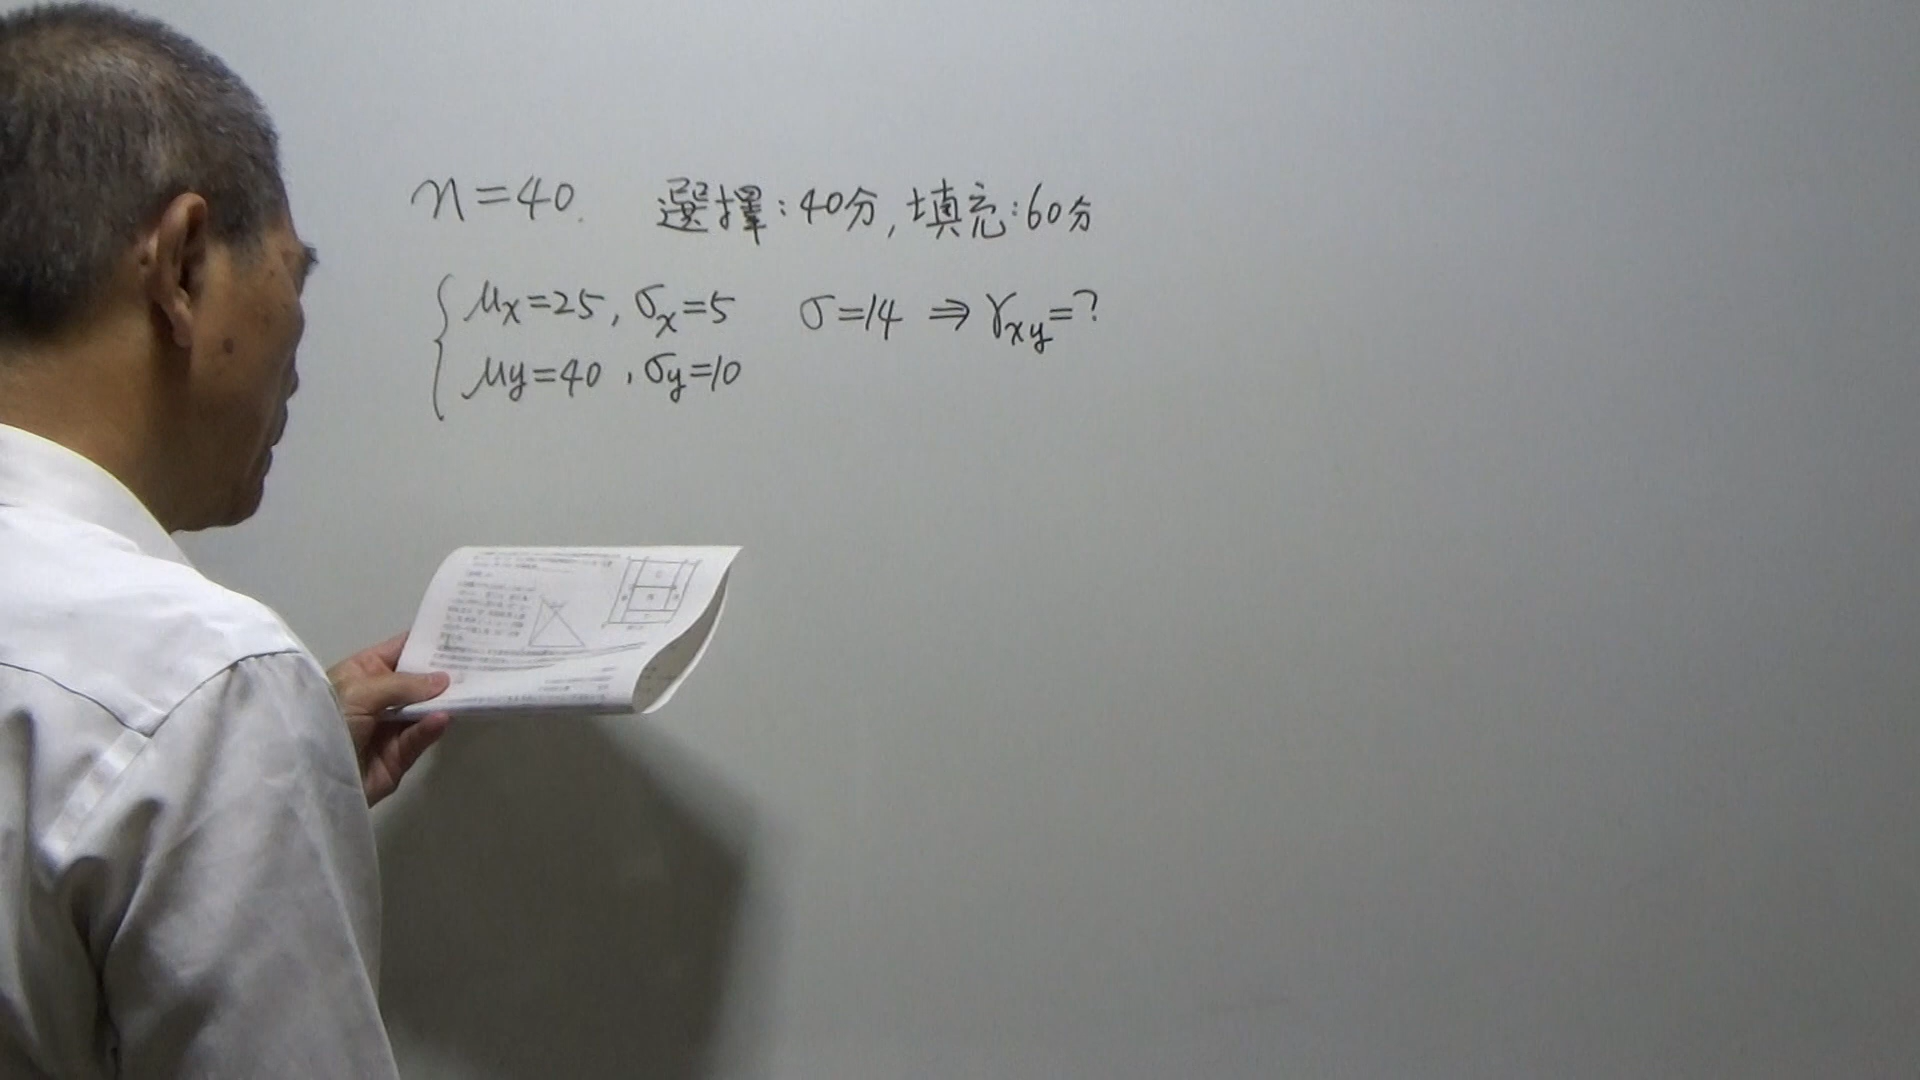 n=40. 選擇:40分,填充:60分
μx=25, σx=5 σ=14 ⇒ γxy=?
μy=40, σy=10